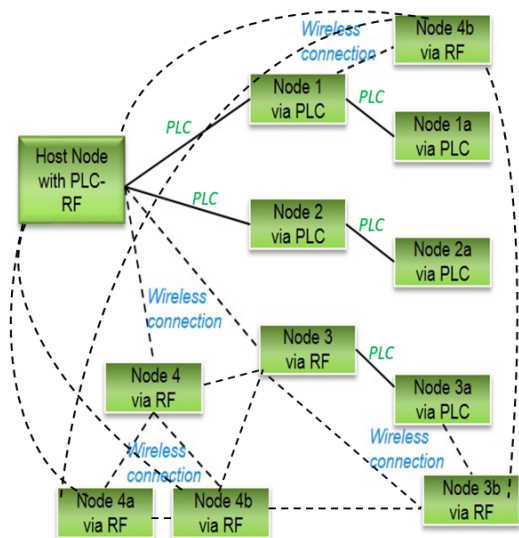 Wireless
connection
Node 4b
via RF
Node 1
via PLC
PLC
PLC
Node 1a
via PLC
Host Node
with PLC-
RF
PLC
Node 2
via PLC
PLC
Node 2a
via PLC
Wireless
connection
Node 3
via RF
PLC
Node 4
via RF
Node 3a
via PLC
Wireless
connection
Wireless
connection
Node 4a
via RF
Node 4b
via RF
Node 3b
via RF